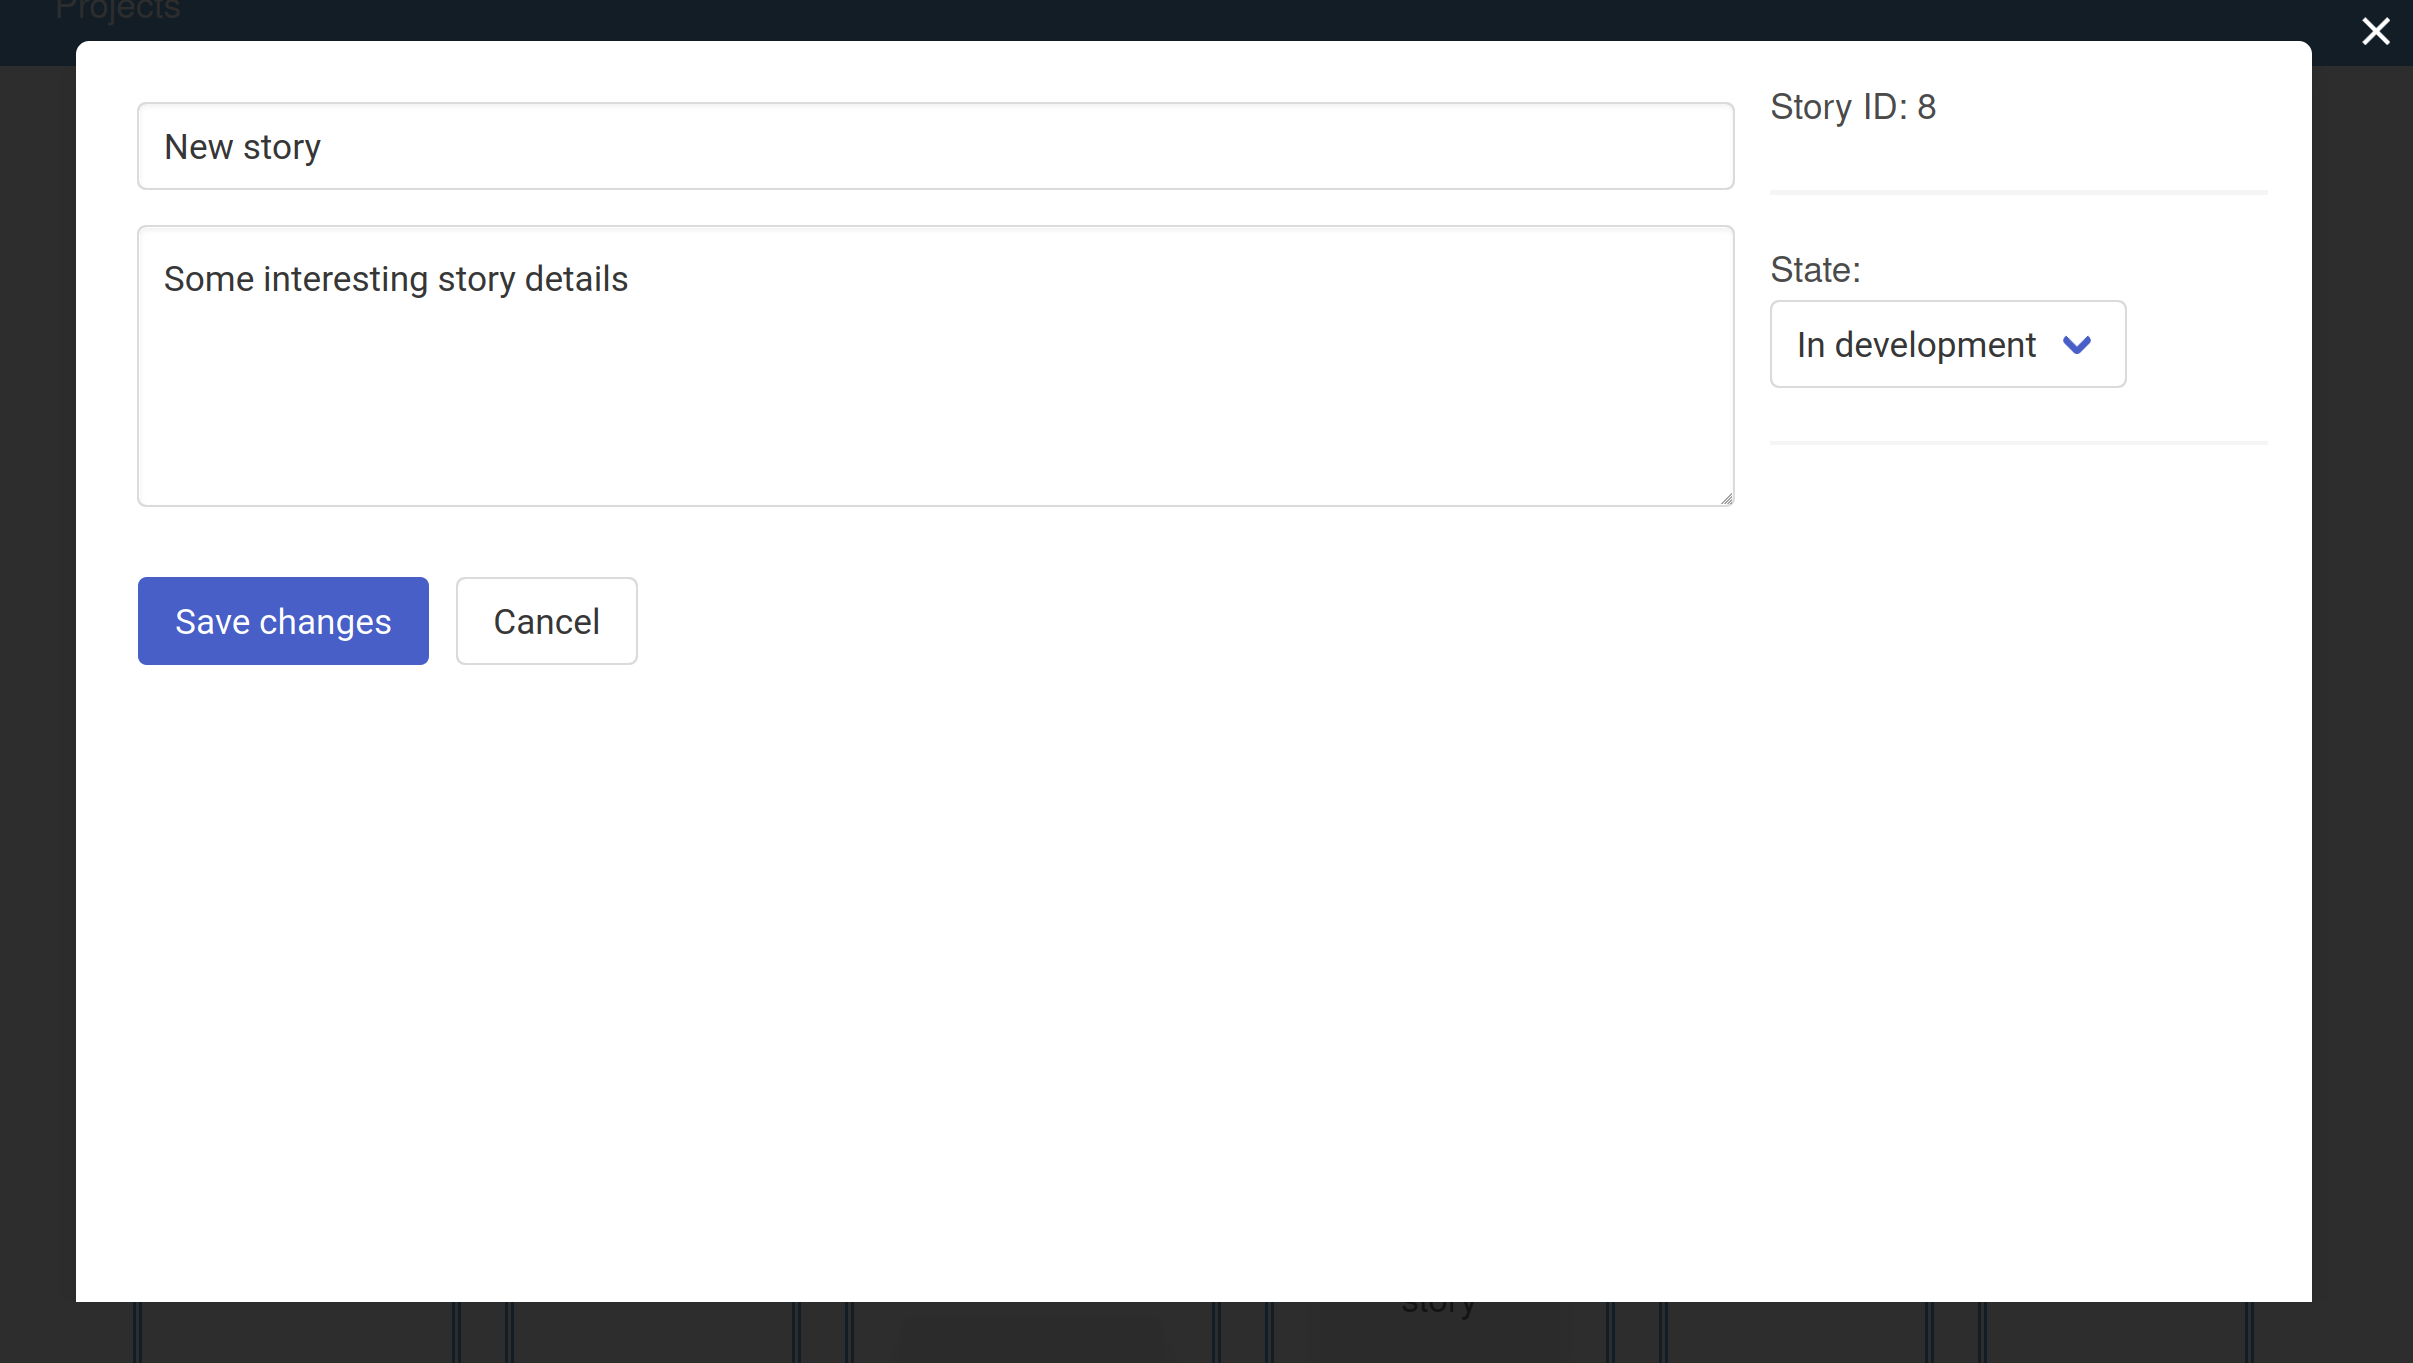 Projects
New story
Story ID: 8
Some interesting story details
State:
In development
Save changes
Cancel
story